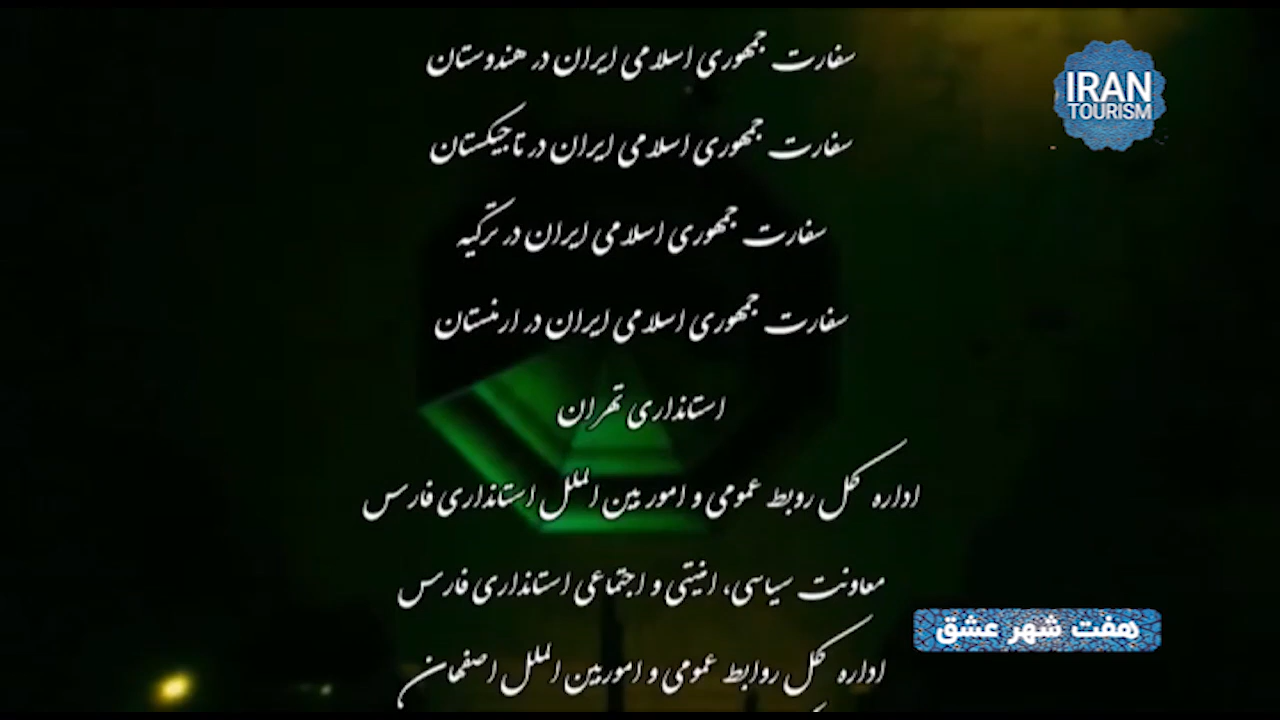 سفارت جمهوری اسلامی ایران در هندوستان
IRAN
TOURISM
سفارت جمهوری اسلامی ایران در تاجیکستان
سفارت جمهوری اسلامی ایران در ترکیه
سفارت جمهوری اسلامی ایران در ارمنستان
استانداری تهران
اداره کل روبط عمومی و امور بین الملل استانداری فارس
معاونت سیاسی، امنیتی و اجتماعی استانداری فارس
هفت شهر عشق
اداره کل روابط عمومی و امور بین الملل اصفهان